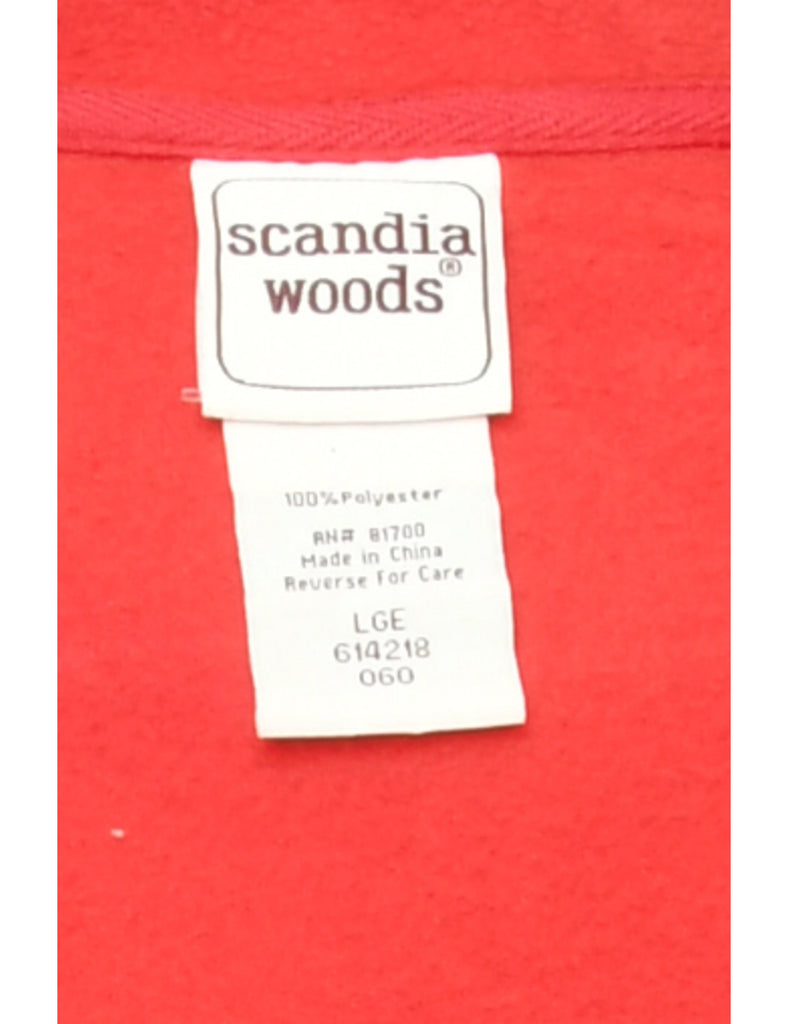 scandia
woods®
100% Polyester
RN# 81700
Made in China
Reverse For Care
LGE
614218
060